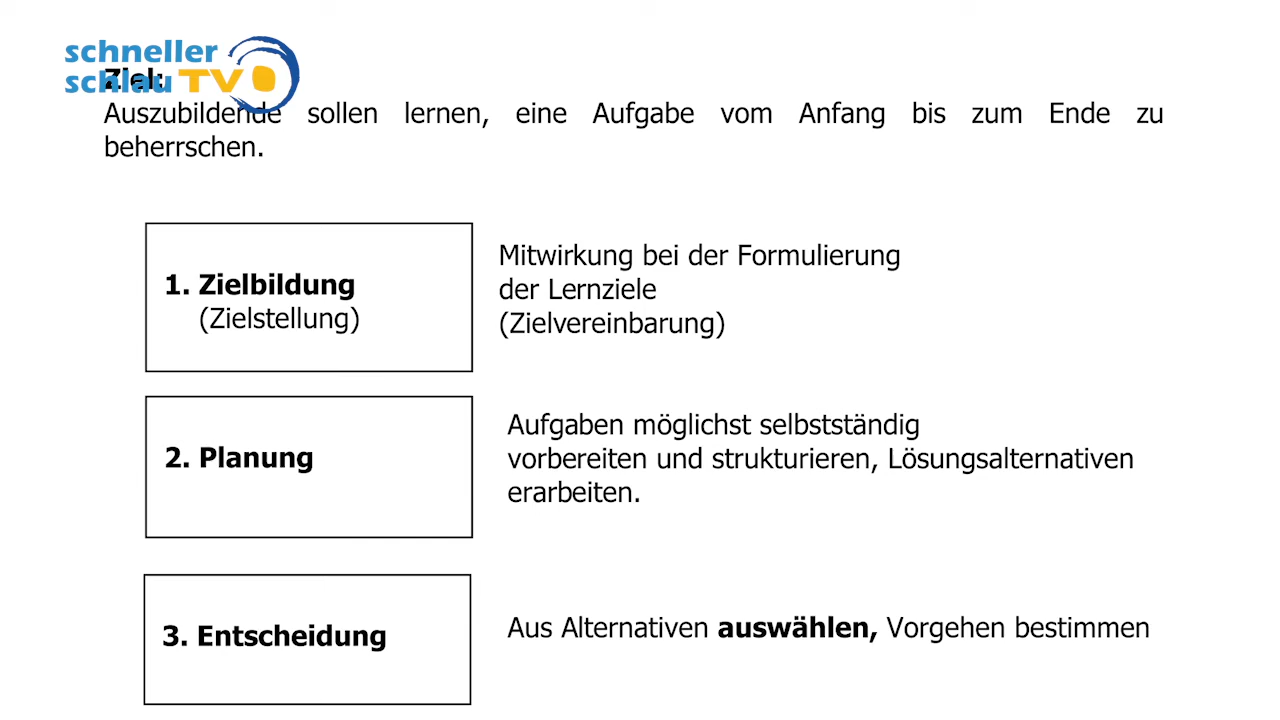 schneller
schlau TV
Ziel:
Auszubildende sollen lernen, eine Aufgabe vom Anfang bis zum Ende zu
beherrschen.
1. Zielbildung
(Zielstellung)
Mitwirkung bei der Formulierung
der Lernziele
(Zielvereinbarung)
2. Planung
Aufgaben möglichst selbstständig
vorbereiten und strukturieren, Lösungsalternativen
erarbeiten.
3. Entscheidung
Aus Alternativen auswählen, Vorgehen bestimmen